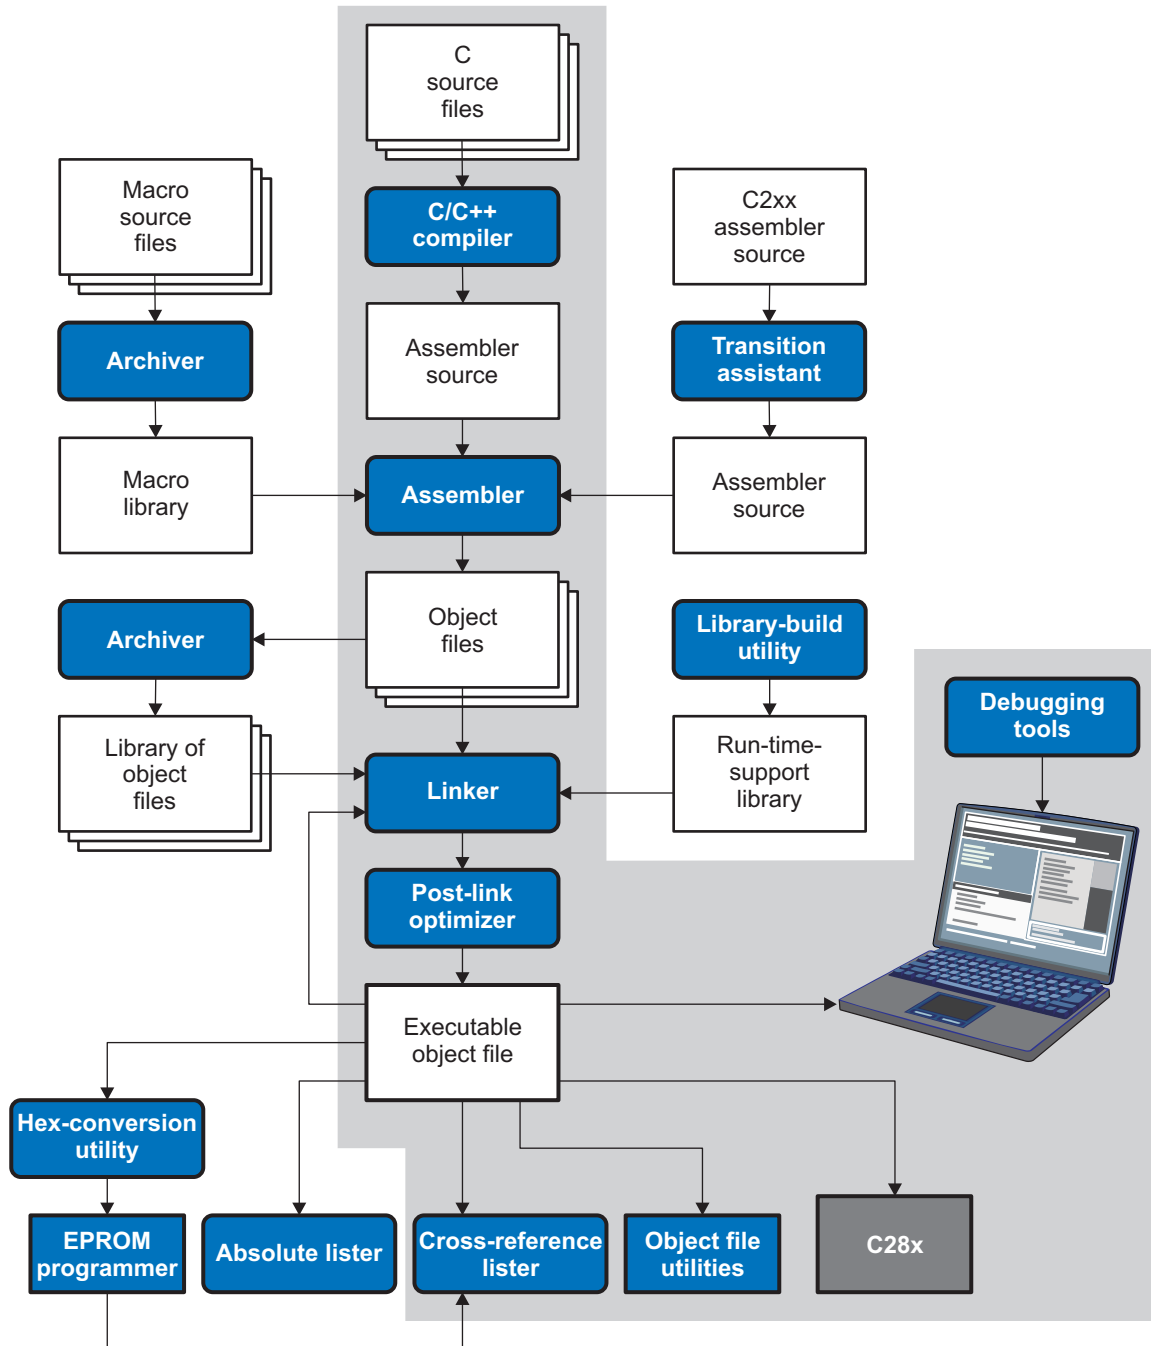 C
source
files
Macro
source
files
C/C++
compiler
C2xx
assembler
source
Archiver
Assembler
source
Transition
assistant
Macro
library
Assembler
Assembler
source
Archiver
Object
files
Library-build
utility
Debugging
tools
Library of
object
files
Linker
Run-time-
support
library
Post-link
optimizer
Executable
object file
Hex-conversion
utility
EPROM
programmer
Absolute lister
Cross-reference
lister
Object file
utilities
C28x